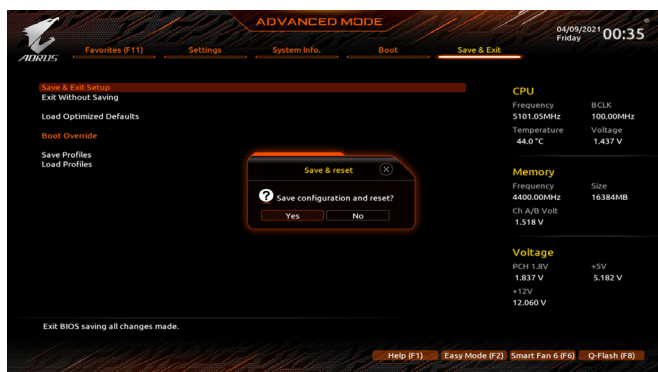 ADVANCED MODE
04/09/2021
Friday
00:35
AORUS
Favorites (F11) Settings System Info. Boot Save & Exit
Save & Exit Setup
Exit Without Saving
Load Optimized Defaults
Boot Override
Save Profiles
Load Profiles
Save & reset
Save configuration and reset?
Yes No
CPU
Frequency BCLK
5101.05MHz 100.00MHz
Temperature Voltage
44.0 °C 1.437 V
Memory
Frequency Size
4400.00MHz 16384MB
Ch A/B Volt
1.518 V
Voltage
PCH 1.8V +5V
1.837 V 5.182 V
+12V
12.060 V
Exit BIOS saving all changes made.
Help (F1) Easy Mode (F2) Smart Fan 6 (F6) Q-Flash (F8)